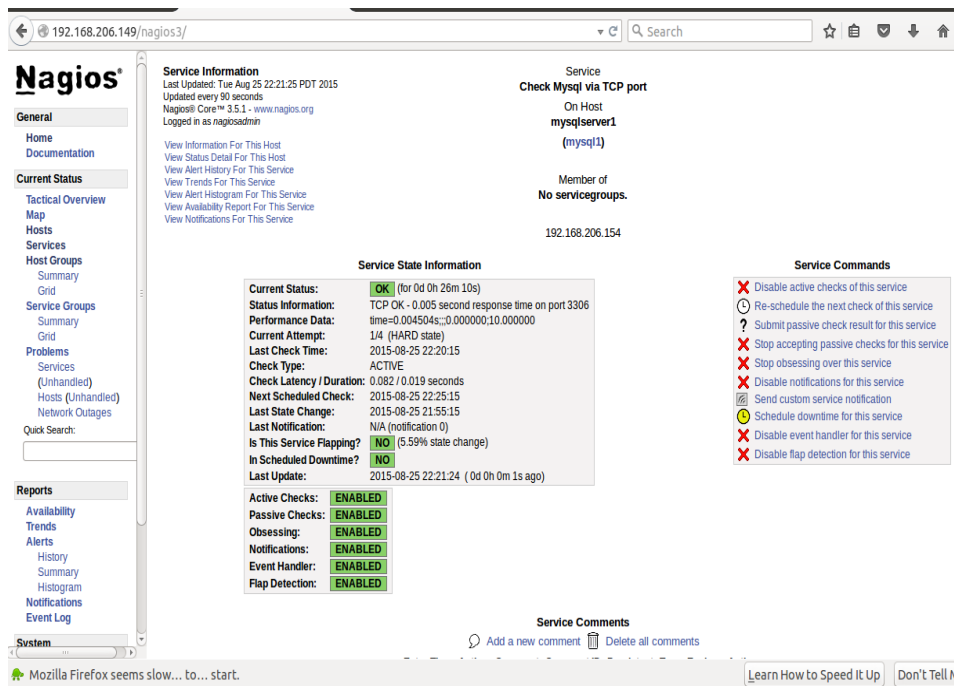 192.168.206.149/nagios3/
Search
Nagios®
General
Home
Documentation
Current Status
Tactical Overview
Map
Hosts
Services
Host Groups
Summary
Grid
Service Groups
Summary
Grid
Problems
Services
(Unhandled)
Hosts (Unhandled)
Network Outages
Quick Search:
Reports
Availability
Trends
Alerts
History
Summary
Histogram
Notifications
Event Log
System
Service Information
Last Updated: Tue Aug 25 22:21:25 PDT 2015
Updated every 90 seconds
Nagios® Core™ 3.5.1 - www.nagios.org
Logged in as nagiosadmin
View Information For This Host
View Status Detail For This Host
View Alert History For This Service
View Trends For This Service
View Alert Histogram For This Service
View Availability Report For This Service
View Notifications For This Service
Service
Check Mysql via TCP port
On Host
mysqlserver1
(mysql1)
Member of
No servicegroups.
192.168.206.154
Service State Information
Current Status: OK (for 0d 0h 26m 10s)
Status Information: TCP OK - 0.005 second response time on port 3306
Performance Data: time=0.004504s;;;0.000000;10.000000
Current Attempt: 1/4 (HARD state)
Last Check Time: 2015-08-25 22:20:15
Check Type: ACTIVE
Check Latency / Duration: 0.082 / 0.019 seconds
Next Scheduled Check: 2015-08-25 22:25:15
Last State Change: 2015-08-25 21:55:15
Last Notification: N/A (notification 0)
Is This Service Flapping? NO (5.59% state change)
In Scheduled Downtime? NO
Last Update: 2015-08-25 22:21:24 ( 0d 0h 0m 1s ago)
Active Checks: ENABLED
Passive Checks: ENABLED
Obsessing: ENABLED
Notifications: ENABLED
Event Handler: ENABLED
Flap Detection: ENABLED
Service Commands
Disable active checks of this service
Re-schedule the next check of this service
Submit passive check result for this service
Stop accepting passive checks for this service
Stop obsessing over this service
Disable notifications for this service
Send custom service notification
Schedule downtime for this service
Disable event handler for this service
Disable flap detection for this service
Service Comments
Add a new comment Delete all comments
Mozilla Firefox seems slow... to... start.
Learn How to Speed It Up
Don't Tell